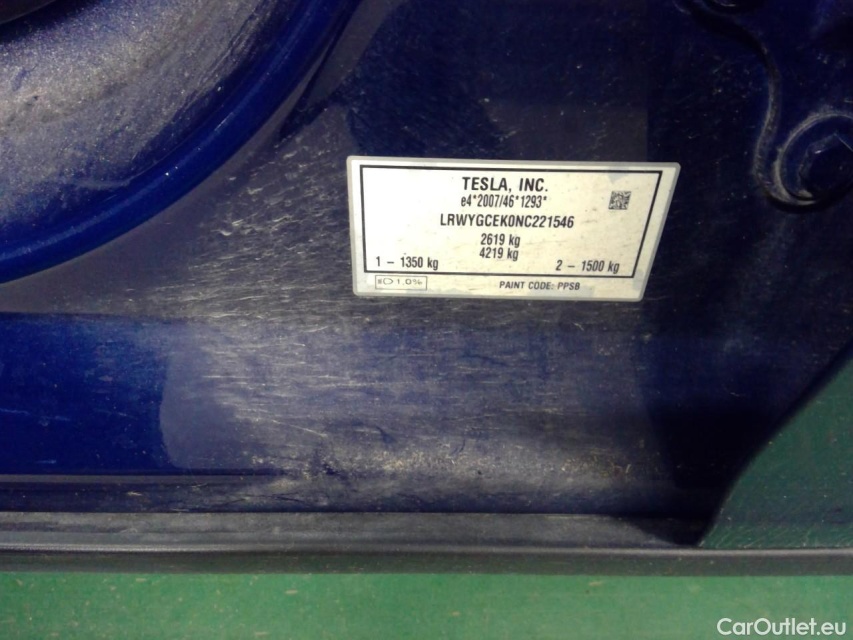 TESLA, INC.
e4*2007/46*1293*
LRWYGCEK0NC221546
2619 kg
4219 kg
1 – 1350 kg 2 – 1500 kg
1.0% PAINT CODE: PPSB
CarOutlet.eu